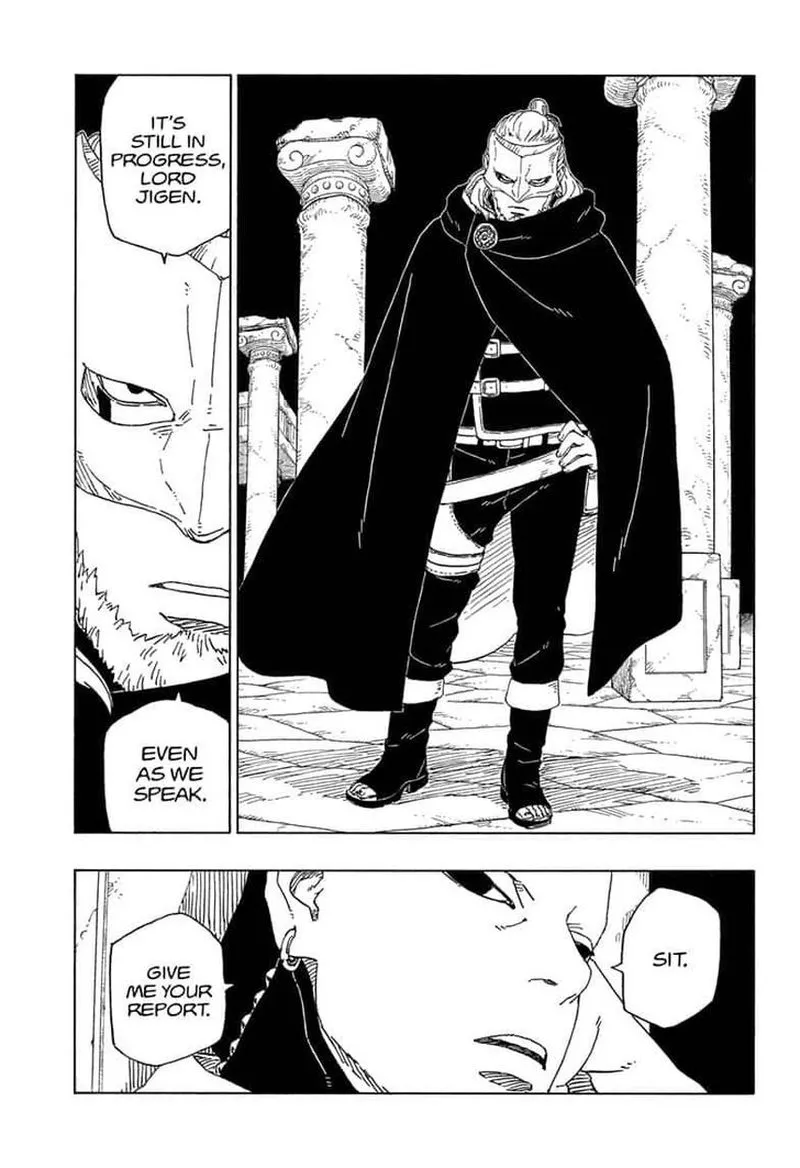 IT'S
STILL IN
PROGRESS,
LORD
JIGEN.
EVEN
AS WE
SPEAK.
SIT.
GIVE
ME YOUR
REPORT.